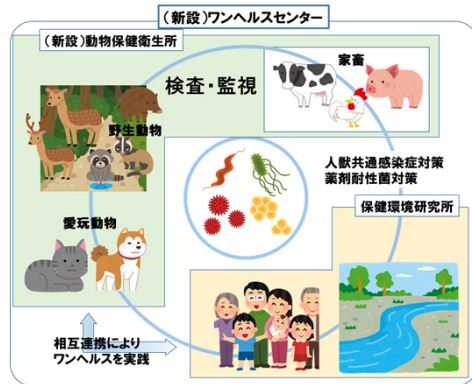 （新設）ワンヘルスセンター
（新設）動物保健衛生所
検査・監視
家畜
野生動物
人獣共通感染症対策
薬剤耐性菌対策
保健環境研究所
愛玩動物
相互連携により
ワンヘルスを実践